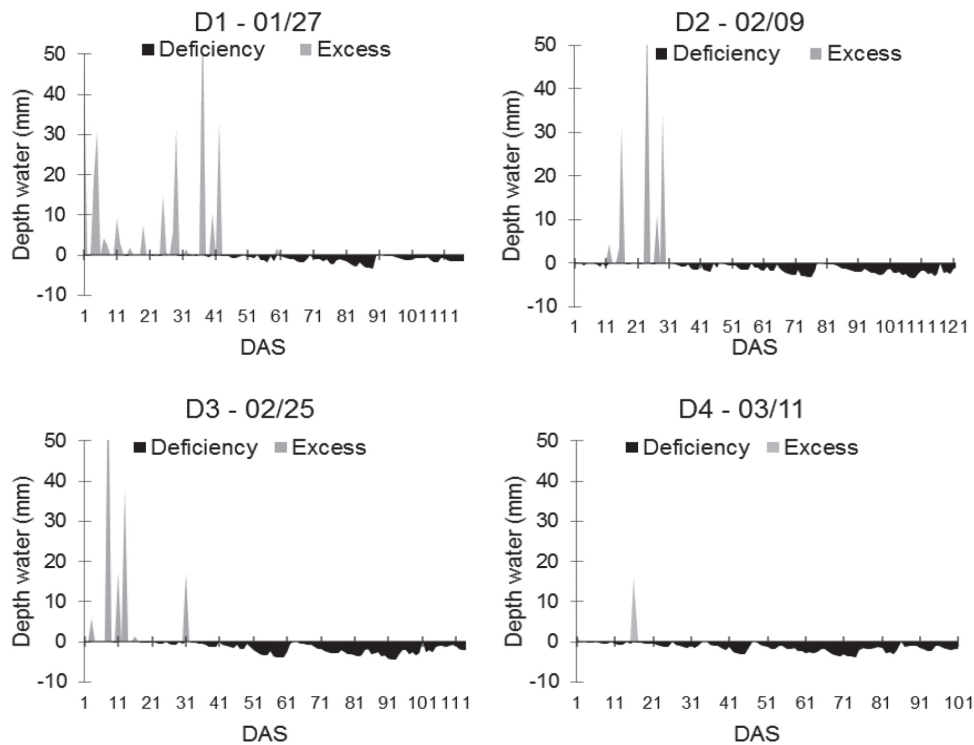 D1 - 01/27
Deficiency Excess
Depth water (mm)
50
40
30
20
10
0
-10
1 11 21 31 41 51 61 71 81 91 101 111
DAS
D2 - 02/09
Deficiency Excess
Depth water (mm)
50
40
30
20
10
0
-10
1 11 21 31 41 51 61 71 81 91 101 111 121
DAS
D3 - 02/25
Deficiency Excess
Depth water (mm)
50
40
30
20
10
0
-10
1 11 21 31 41 51 61 71 81 91 101 111
DAS
D4 - 03/11
Deficiency Excess
Depth water (mm)
50
40
30
20
10
0
-10
1 11 21 31 41 51 61 71 81 91 101
DAS